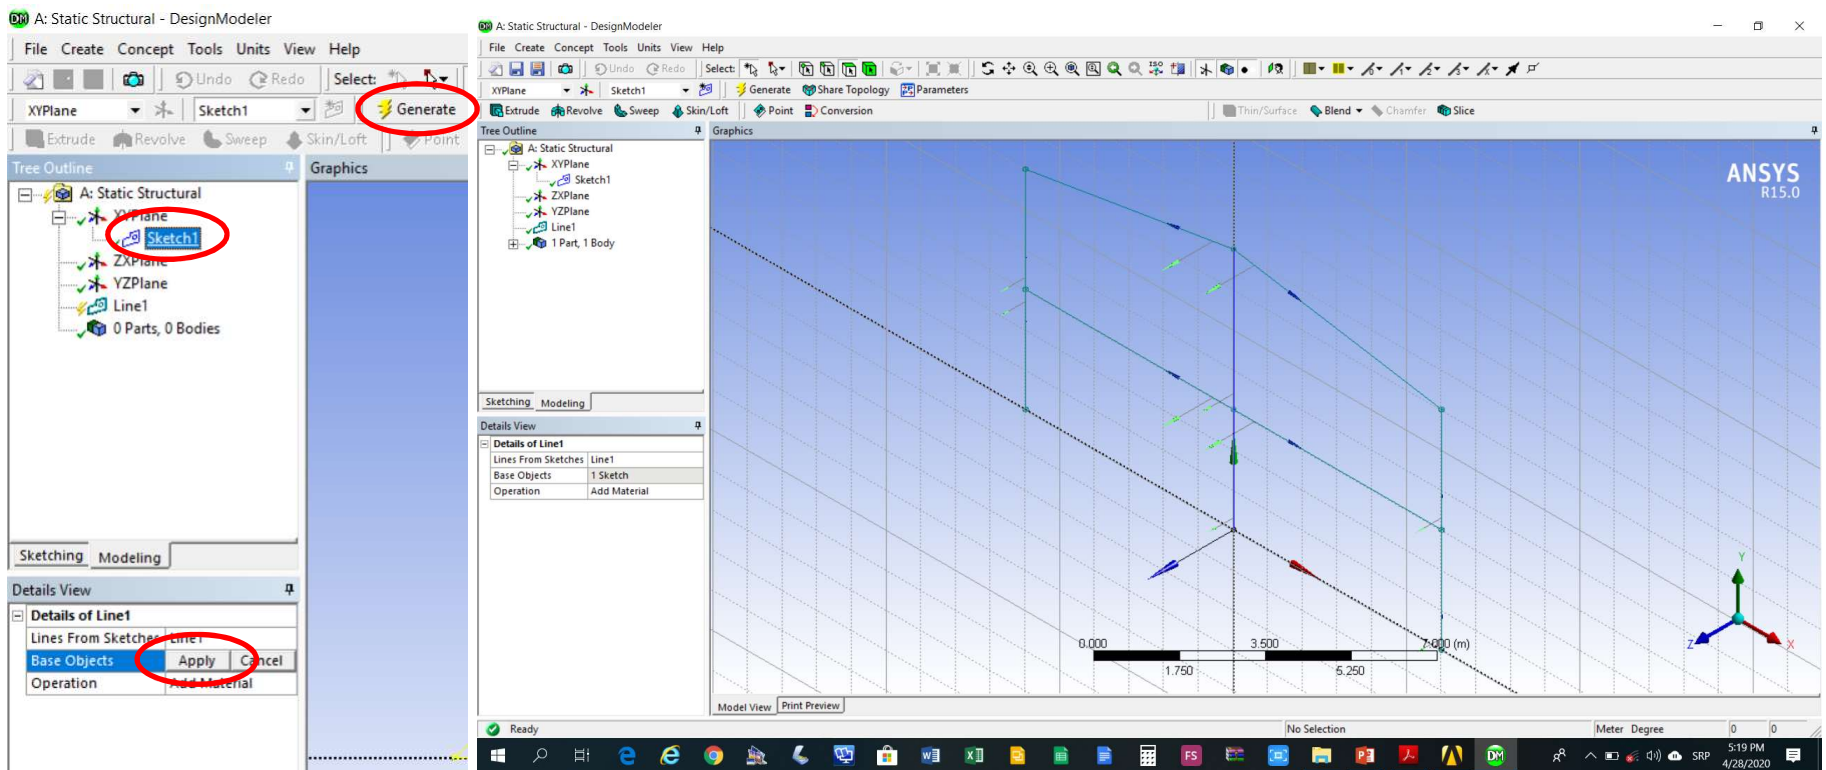 A: Static Structural - DesignModeler
File Create Concept Tools Units View Help
Undo Redo Select:
XYPlane Sketch1 Generate
Extrude Revolve Sweep Skin/Loft Point
Tree Outline Graphics
A: Static Structural
XYPlane
Sketch1
ZXPlane
YZPlane
Line1
0 Parts, 0 Bodies
Sketching Modeling
Details View
Details of Line1
Lines From Sketches Line1
Base Objects Apply Cancel
Operation Add Material
A: Static Structural - DesignModeler
File Create Concept Tools Units View Help
Undo Redo Select:
XYPlane Sketch1 Generate Share Topology Parameters
Extrude Revolve Sweep Skin/Loft Point Conversion Thin/Surface Blend Chamfer Slice
Tree Outline Graphics
A: Static Structural
XYPlane
Sketch1
ZXPlane
YZPlane
Line1
1 Part, 1 Body
Sketching Modeling
Details View
Details of Line1
Lines From Sketches Line1
Base Objects 1 Sketch
Operation Add Material
ANSYS
R15.0
Y
Z X
0.000 3.500 7.000 (m)
1.750 5.250
Model View Print Preview
Ready No Selection Meter Degree 0 0
FS DM SRP 5:19 PM
4/28/2020